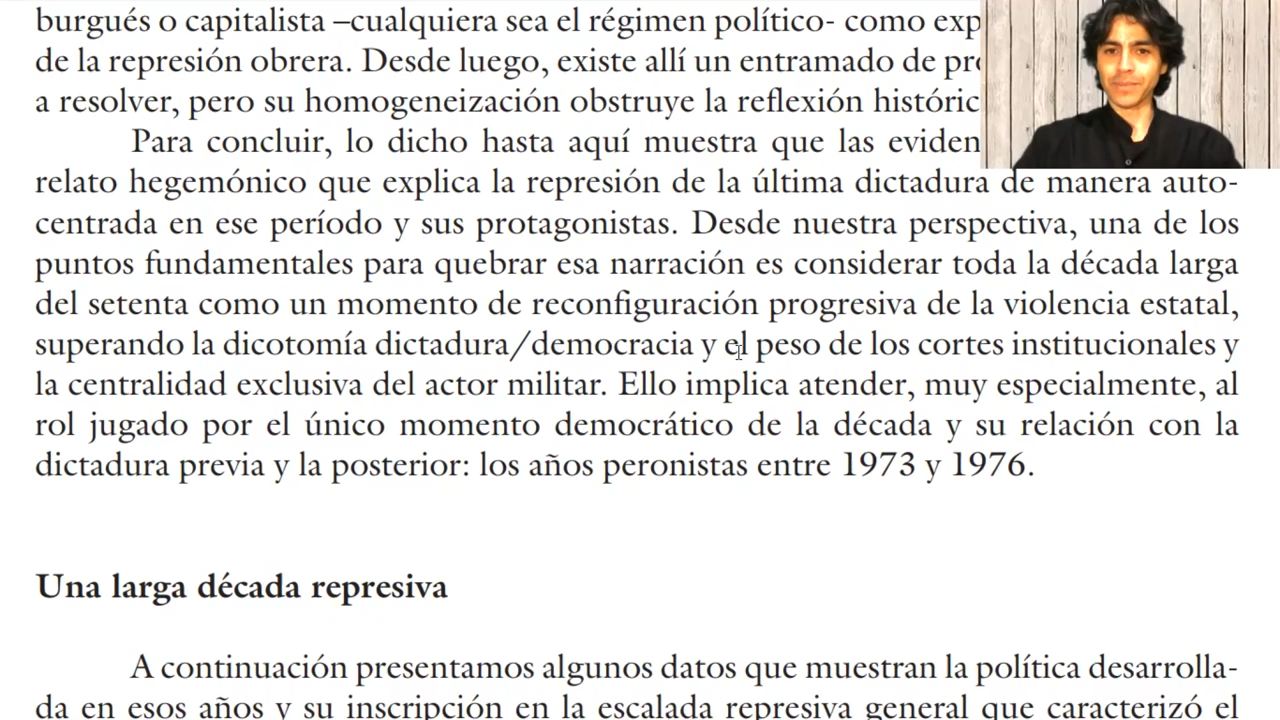 burgués o capitalista –cualquiera sea el régimen político- como exp
de la represión obrera. Desde luego, existe allí un entramado de pro
a resolver, pero su homogeneización obstruye la reflexión históric
Para concluir, lo dicho hasta aquí muestra que las eviden
relato hegemónico que explica la represión de la última dictadura de manera auto-
centrada en ese período y sus protagonistas. Desde nuestra perspectiva, una de los
puntos fundamentales para quebrar esa narración es considerar toda la década larga
del setenta como un momento de reconfiguración progresiva de la violencia estatal,
superando la dicotomía dictadura/democracia y el peso de los cortes institucionales y
la centralidad exclusiva del actor militar. Ello implica atender, muy especialmente, al
rol jugado por el único momento democrático de la década y su relación con la
dictadura previa y la posterior: los años peronistas entre 1973 y 1976.
Una larga década represiva
A continuación presentamos algunos datos que muestran la política desarrolla-
da en esos años y su inscripción en la escalada represiva general que caracterizó el